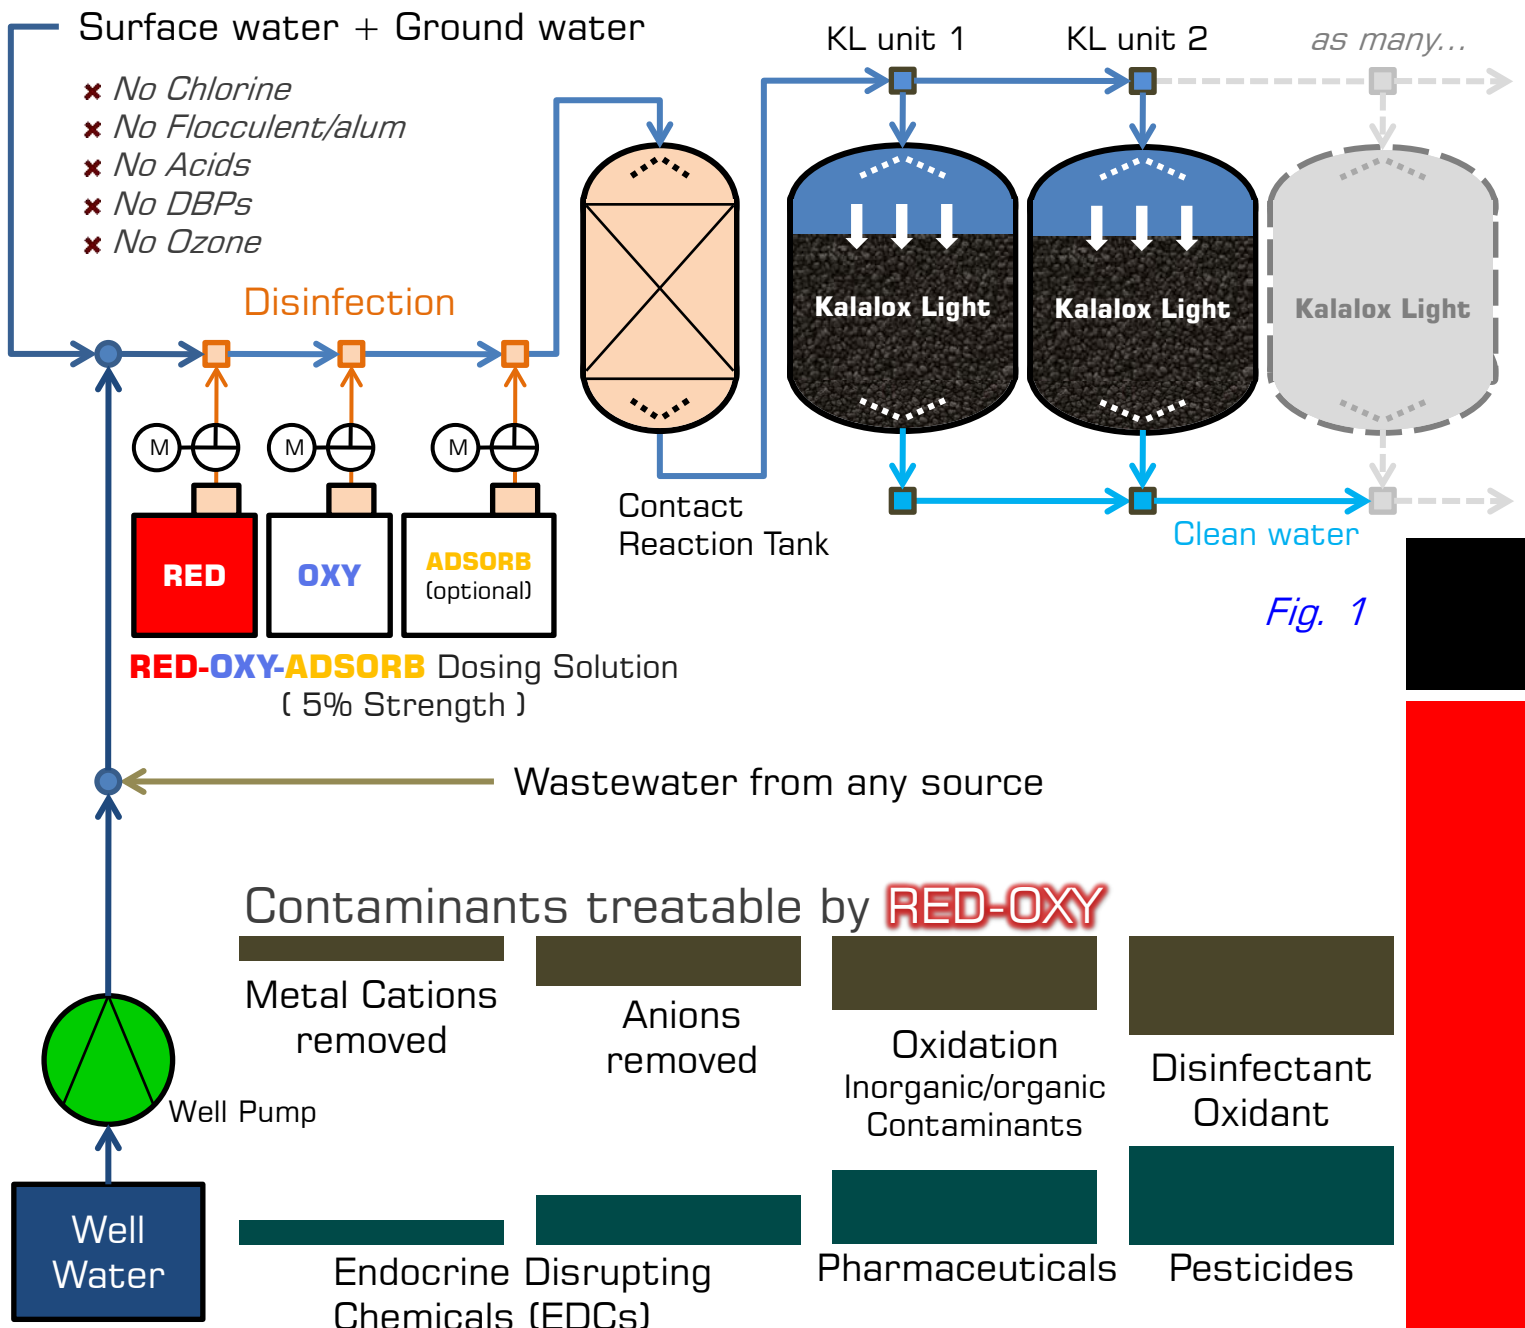 Surface water + Ground water
No Chlorine
No Flocculent/alum
No Acids
No DBPs
No Ozone
Disinfection
KL unit 1
KL unit 2
as many...
Kalalox Light
Kalalox Light
Kalalox Light
M
M
M
RED
OXY
ADSORB
(optional)
Contact
Reaction Tank
Clean water
Fig. 1
RED-OXY-ADSORB Dosing Solution
( 5% Strength )
Wastewater from any source
Contaminants treatable by RED-OXY
Metal Cations
removed
Anions
removed
Oxidation
Inorganic/organic
Contaminants
Disinfectant
Oxidant
Well Pump
Well
Water
Endocrine Disrupting
Chemicals (EDCs)
Pharmaceuticals
Pesticides